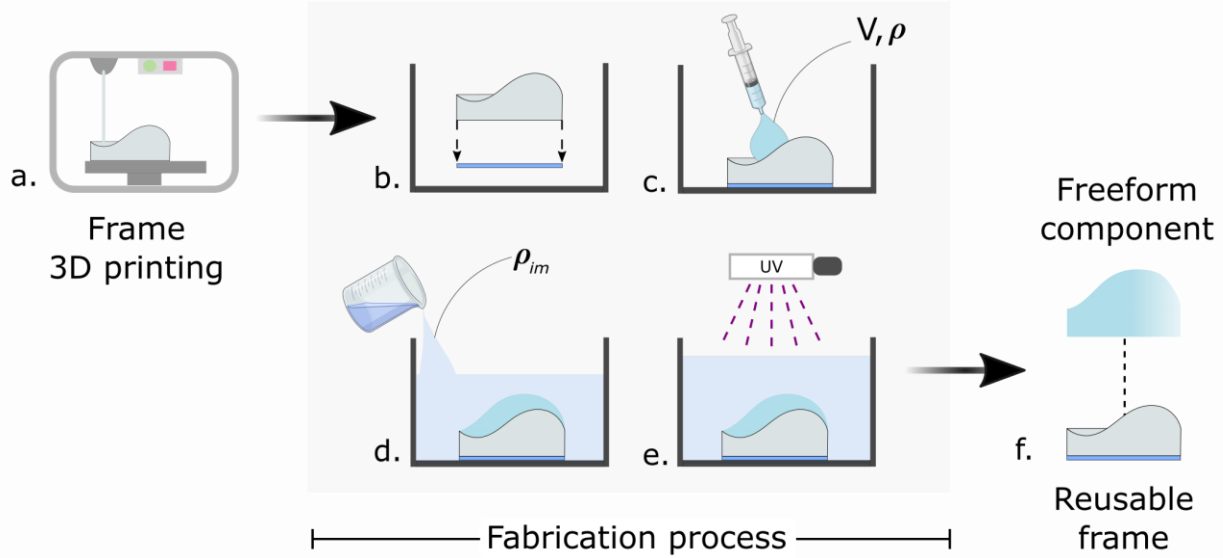 a.
Frame
3D printing
b.
c.
V, ρ
d.
ρim
e.
UV
Freeform
component
f.
Reusable
frame
Fabrication process